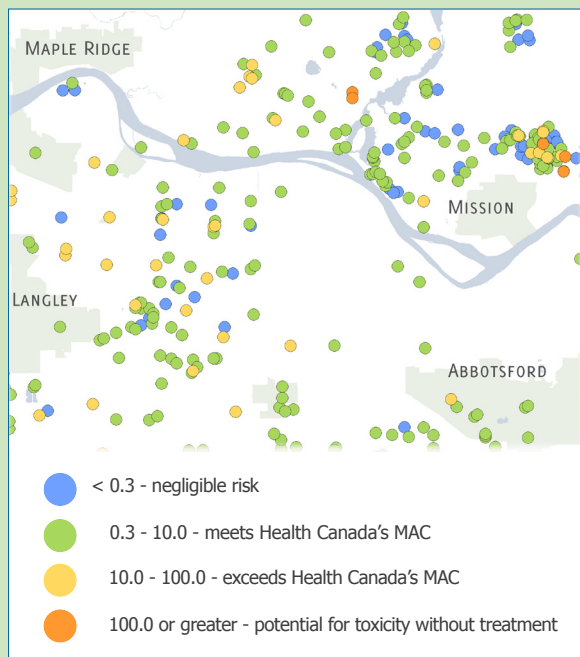 MAPLE RIDGE
MISSION
LANGLEY
ABBOTSFORD
< 0.3 - negligible risk
0.3 - 10.0 - meets Health Canada's MAC
10.0 - 100.0 - exceeds Health Canada's MAC
100.0 or greater - potential for toxicity without treatment